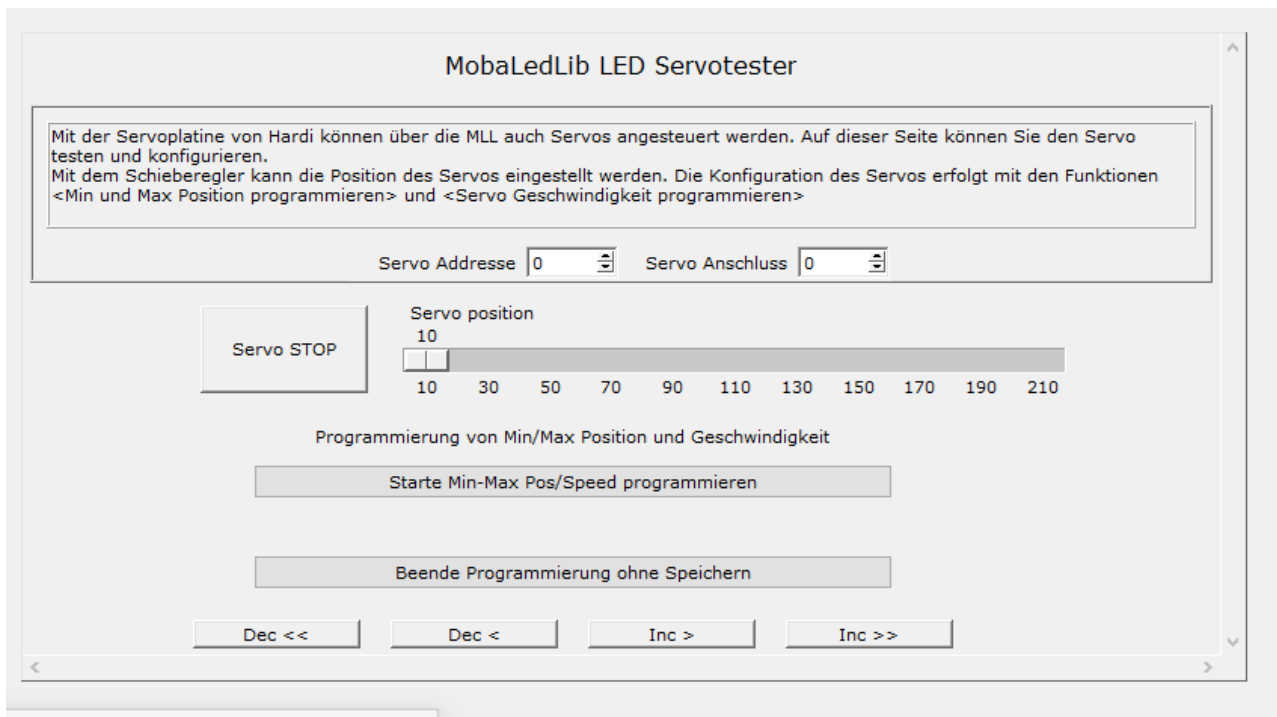 MobaLedLib LED Servotester
Mit der Servoplatine von Hardi können über die MLL auch Servos angesteuert werden. Auf dieser Seite können Sie den Servo
testen und konfigurieren.
Mit dem Schieberegler kann die Position des Servos eingestellt werden. Die Konfiguration des Servos erfolgt mit den Funktionen
<Min und Max Position programmieren> und <Servo Geschwindigkeit programmieren>
Servo Addresse 0 Servo Anschluss 0
Servo STOP
Servo position
10
10 30 50 70 90 110 130 150 170 190 210
Programmierung von Min/Max Position und Geschwindigkeit
Starte Min-Max Pos/Speed programmieren
Beende Programmierung ohne Speichern
Dec << Dec < Inc > Inc >>